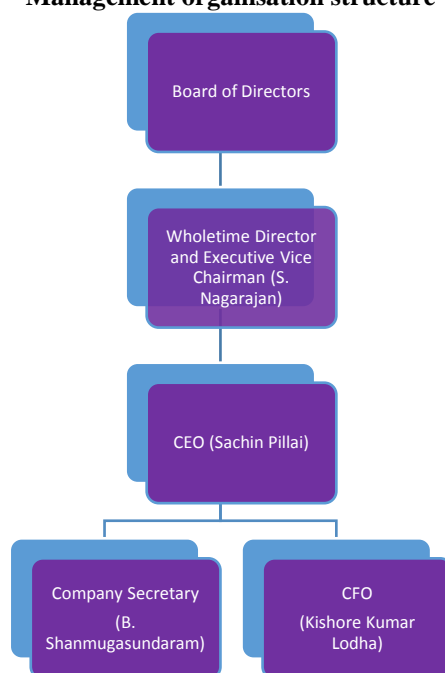 Management organisation structure
Board of Directors
Wholetime Director
and Executive Vice
Chairman (S.
Nagarajan)
CEO (Sachin Pillai)
Company Secretary
(B.
Shanmugasundaram)
CFO
(Kishore Kumar
Lodha)